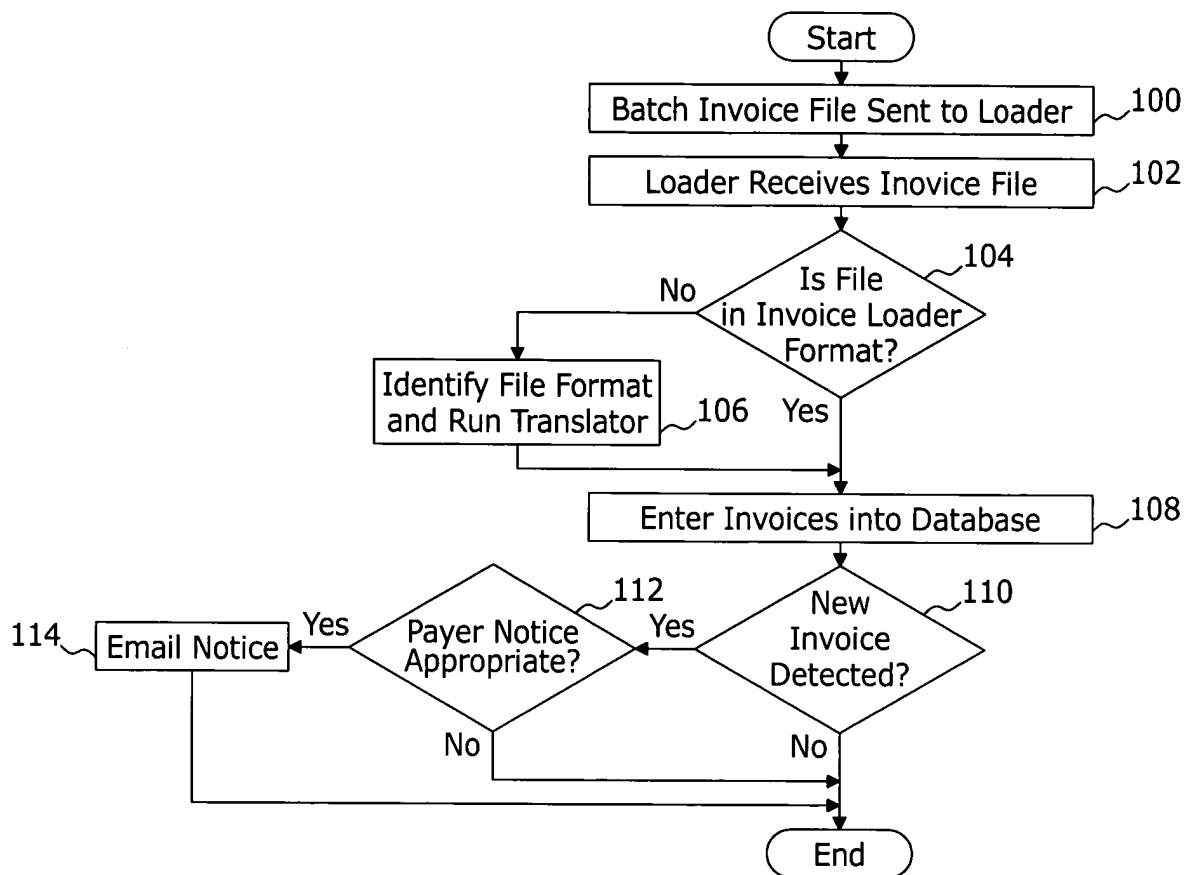 Start
Batch Invoice File Sent to Loader
100
Loader Receives Inovice File
102
Is File
in Invoice Loader
Format?
104
No
Identify File Format
and Run Translator
106
Yes
Enter Invoices into Database
108
New
Invoice
Detected?
110
Yes
Payer Notice
Appropriate?
112
Yes
Email Notice
114
No
No
End